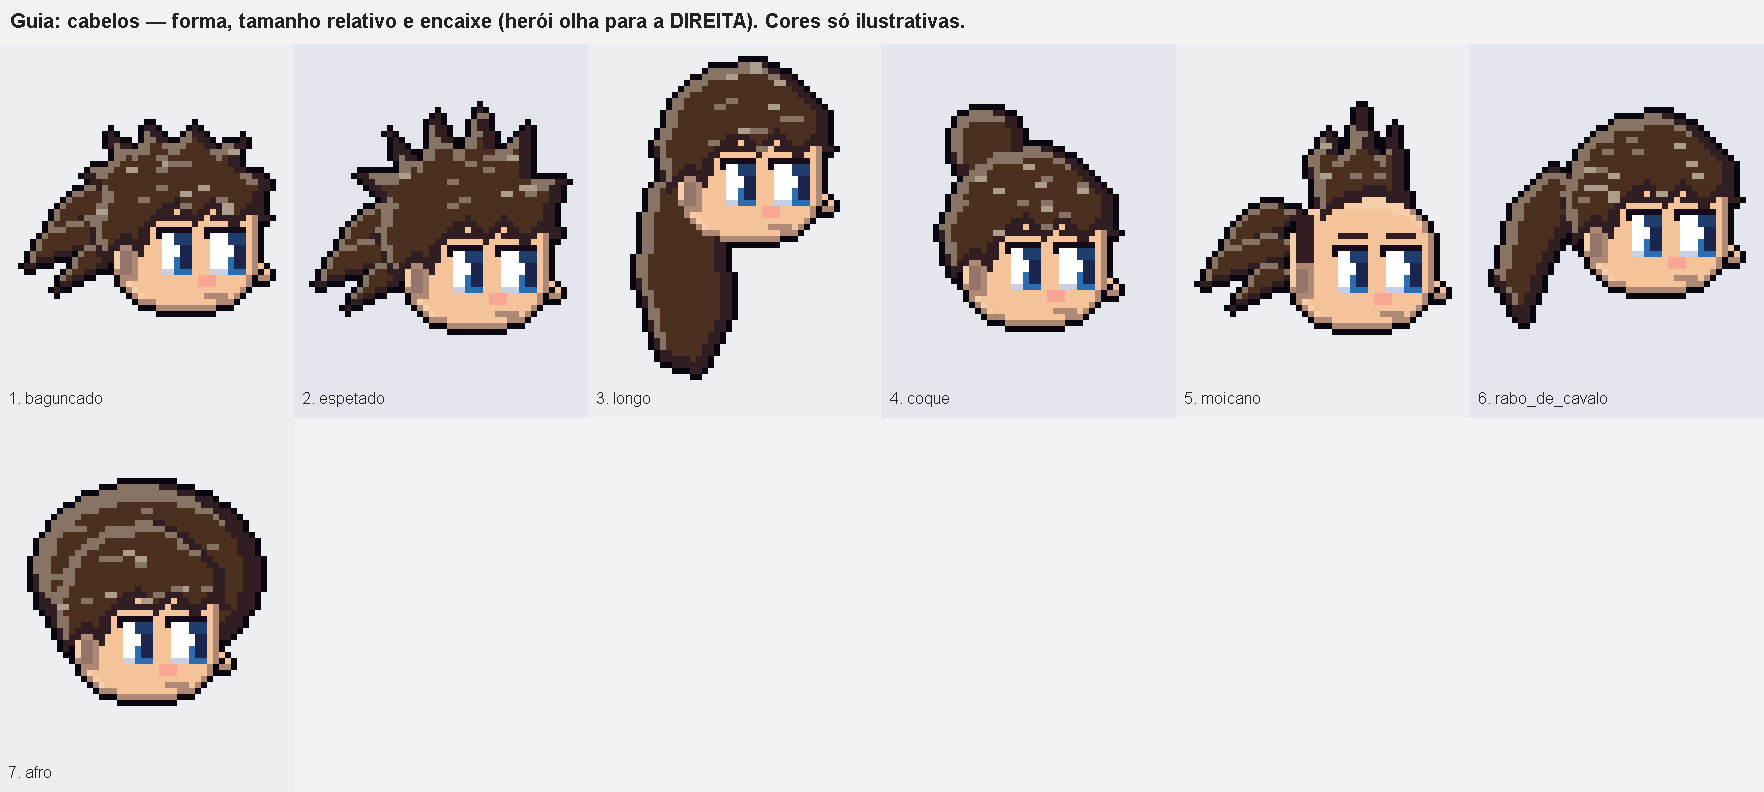 Guia: cabelos — forma, tamanho relativo e encaixe (herói olha para a DIREITA). Cores só ilustrativas.
1. baguncado
2. espetado
3. longo
4. coque
5. moicano
6. rabo_de_cavalo
7. afro